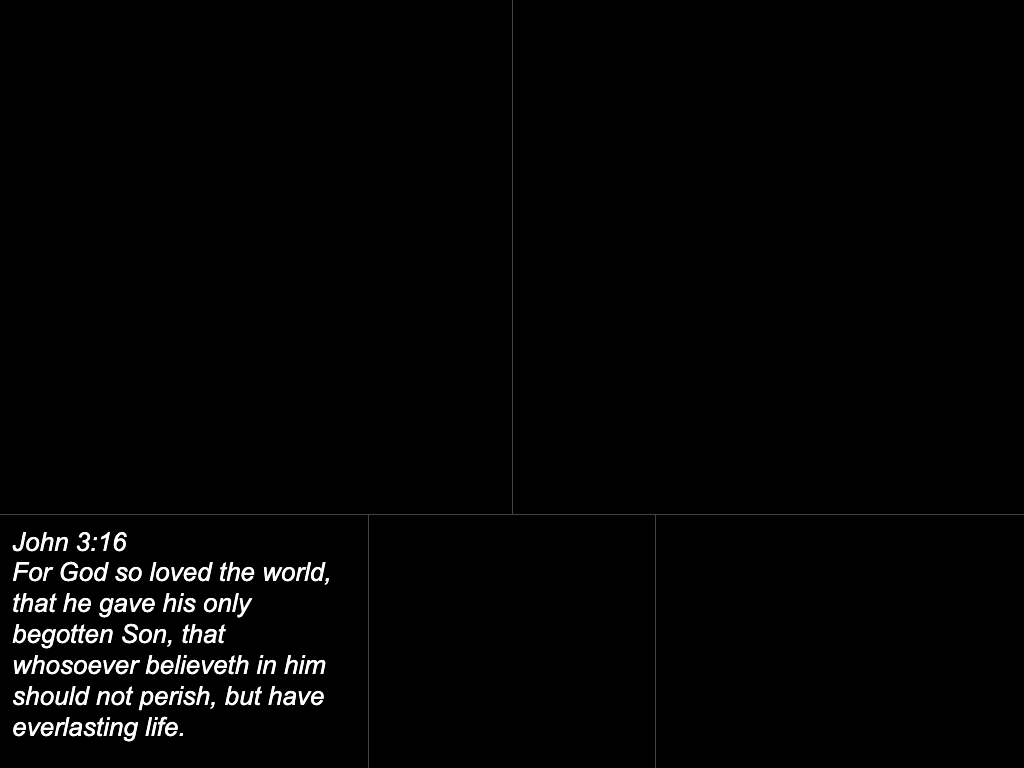 John 3:16
For God so loved the world,
that he gave his only
begotten Son, that
whosoever believeth in him
should not perish, but have
everlasting life.